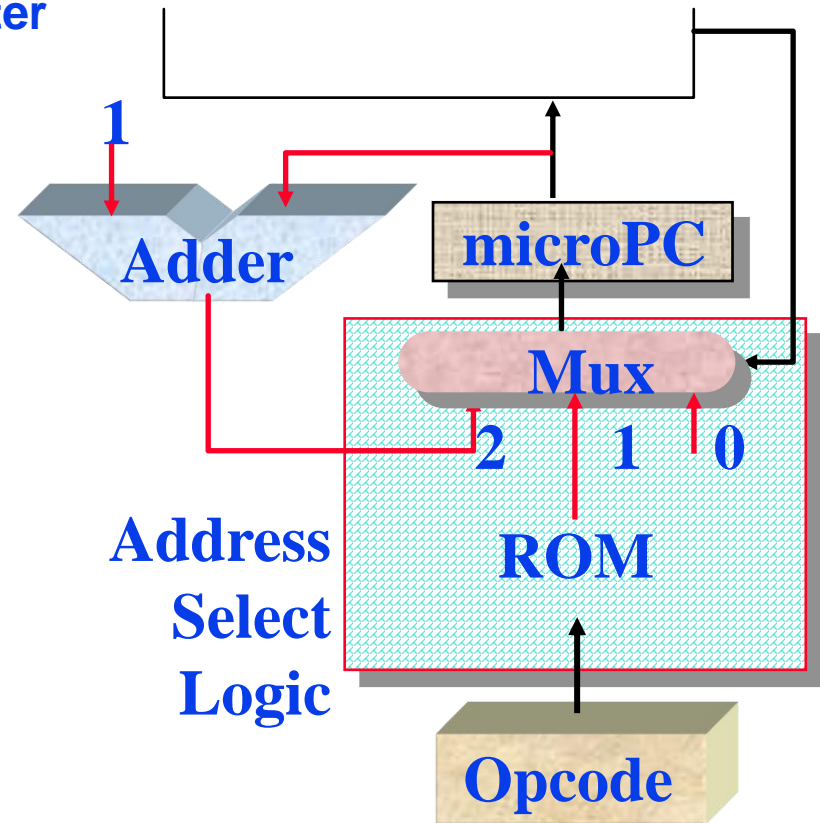 1
Adder
microPC
Mux
2 1 0
Address
Select
Logic
ROM
Opcode